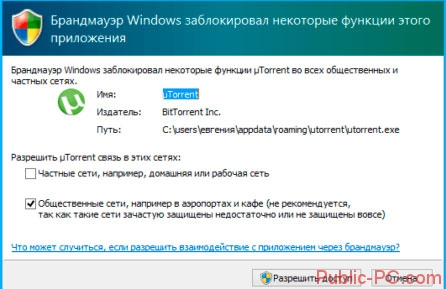 Брандмауэр Windows заблокировал некоторые функции этого
приложения
Брандмауэр Windows заблокировал некоторые функции µTorrent во всех общественных и
частных сетях.
Имя: µTorrent
Издатель: BitTorrent Inc.
Путь: C:\users\евгения\appdata\roaming\utorrent\utorrent.exe
Разрешить µTorrent связь в этих сетях:
Частные сети, например, домашняя или рабочая сеть
Общественные сети, например в аэропортах и кафе (не рекомендуется,
так как такие сети зачастую защищены недостаточно или не защищены вовсе)
Что может случиться, если разрешить взаимодействие с приложением через брандмауэр?
Разрешить доступ Отмена
Public-PC.com